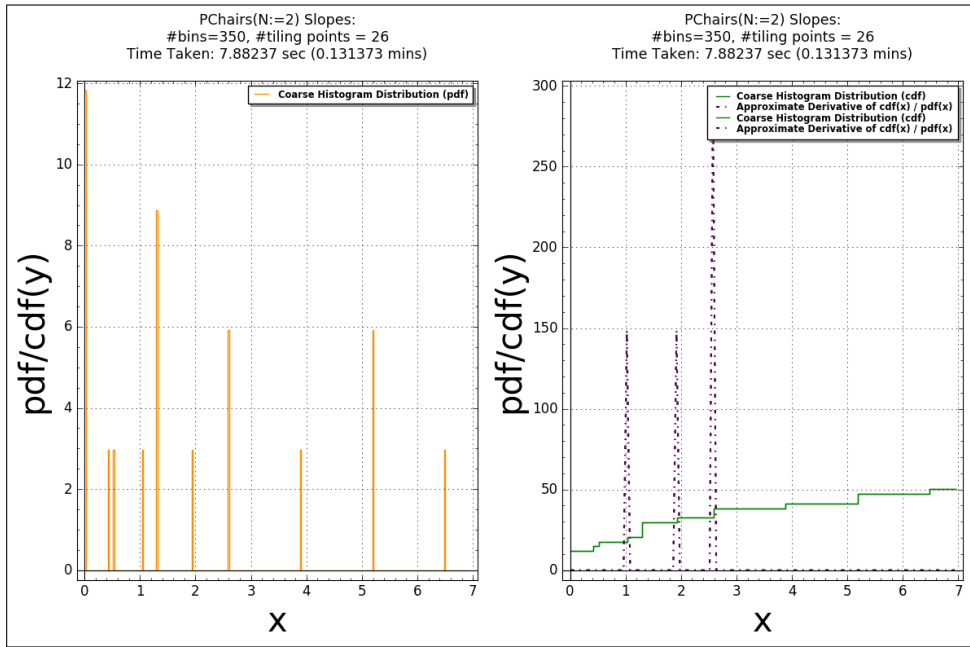 PChairs(N:=2) Slopes:
#bins=350, #tiling points = 26
Time Taken: 7.88237 sec (0.131373 mins)
Coarse Histogram Distribution (pdf)
pdf/cdf(y)
12
10
8
6
4
2
0
0 1 2 3 4 5 6 7
x
PChairs(N:=2) Slopes:
#bins=350, #tiling points = 26
Time Taken: 7.88237 sec (0.131373 mins)
Coarse Histogram Distribution (cdf)
Approximate Derivative of cdf(x) / pdf(x)
Coarse Histogram Distribution (cdf)
Approximate Derivative of cdf(x) / pdf(x)
pdf/cdf(y)
300
250
200
150
100
50
0
0 1 2 3 4 5 6 7
x